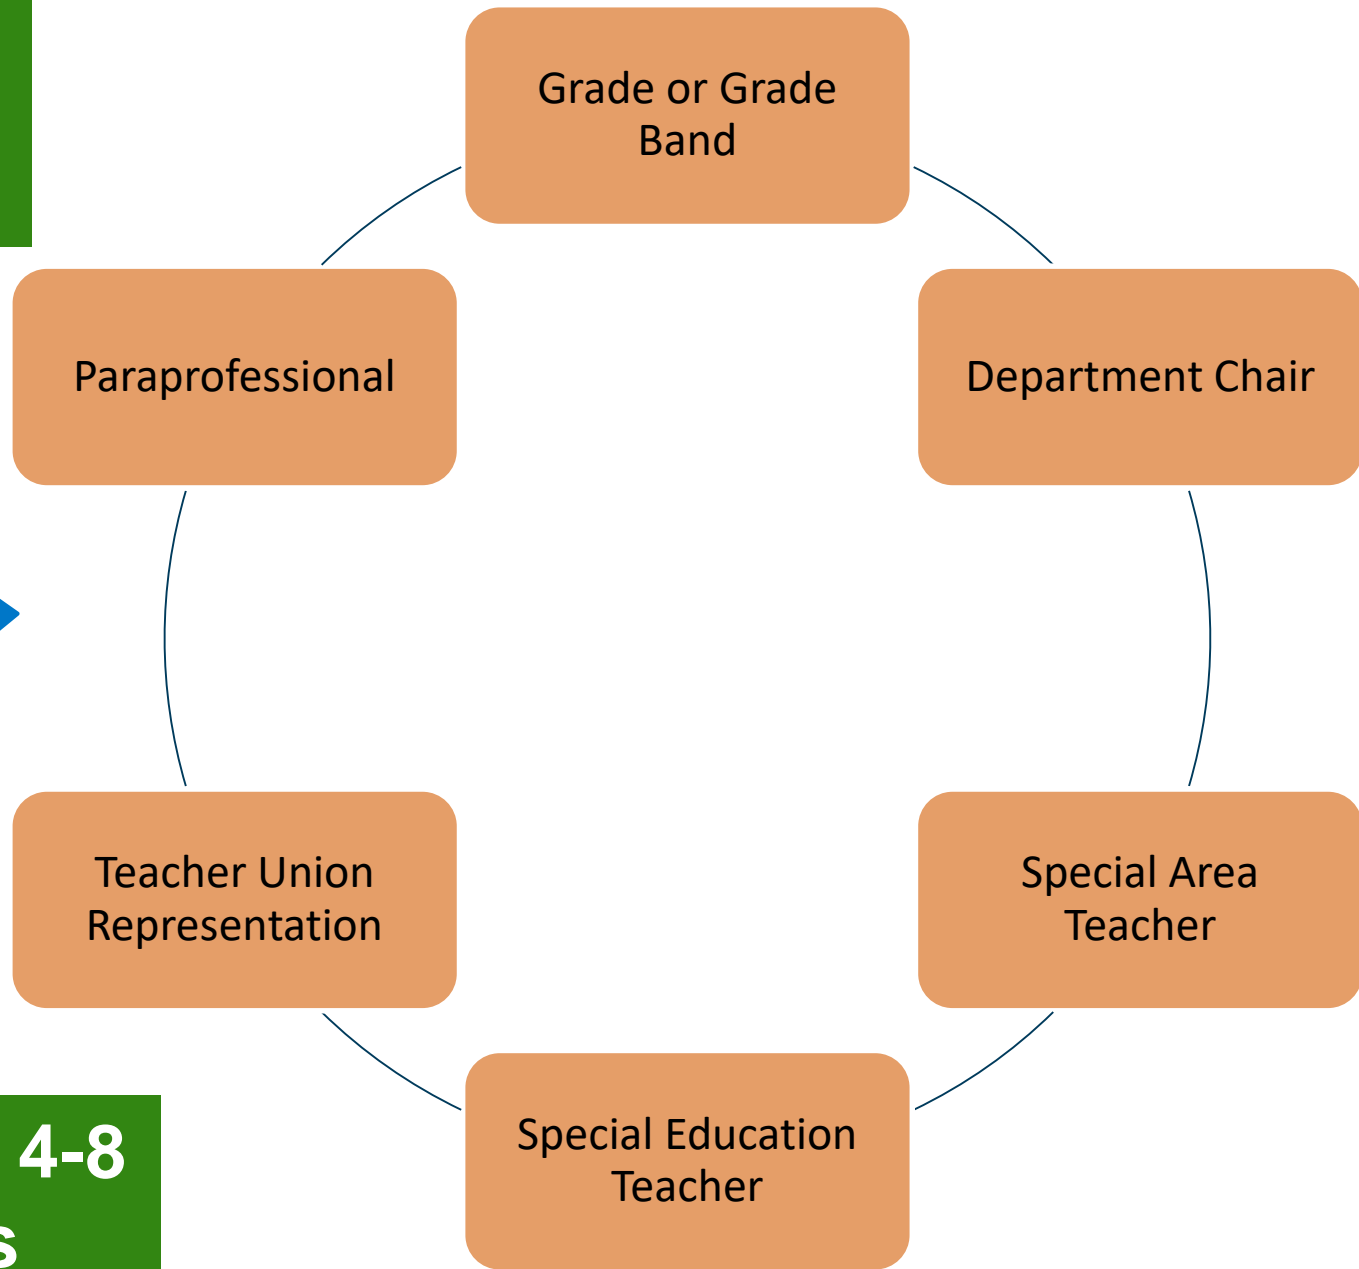 Grade or Grade
Band
Paraprofessional
Department Chair
Teacher Union
Representation
Special Area
Teacher
Special Education
Teacher
4-8
s